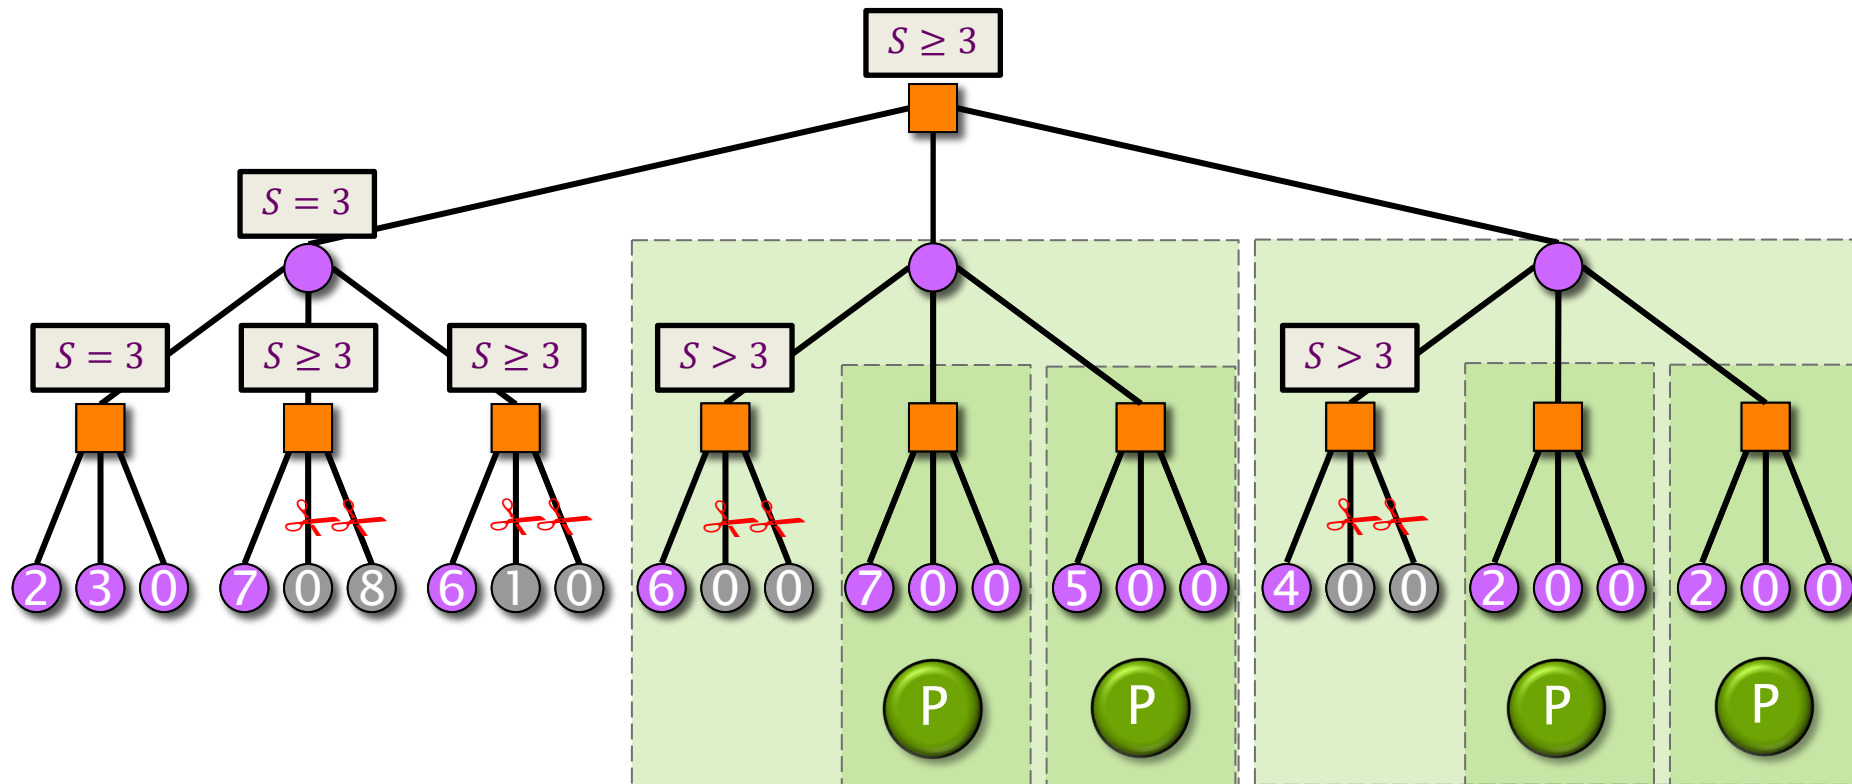 S ≥ 3
S = 3
S = 3 S ≥ 3 S ≥ 3 S > 3 S > 3
2 3 0 7 0 8 6 1 0 6 0 0 7 0 0 5 0 0 4 0 0 2 0 0 2 0 0
P P P P